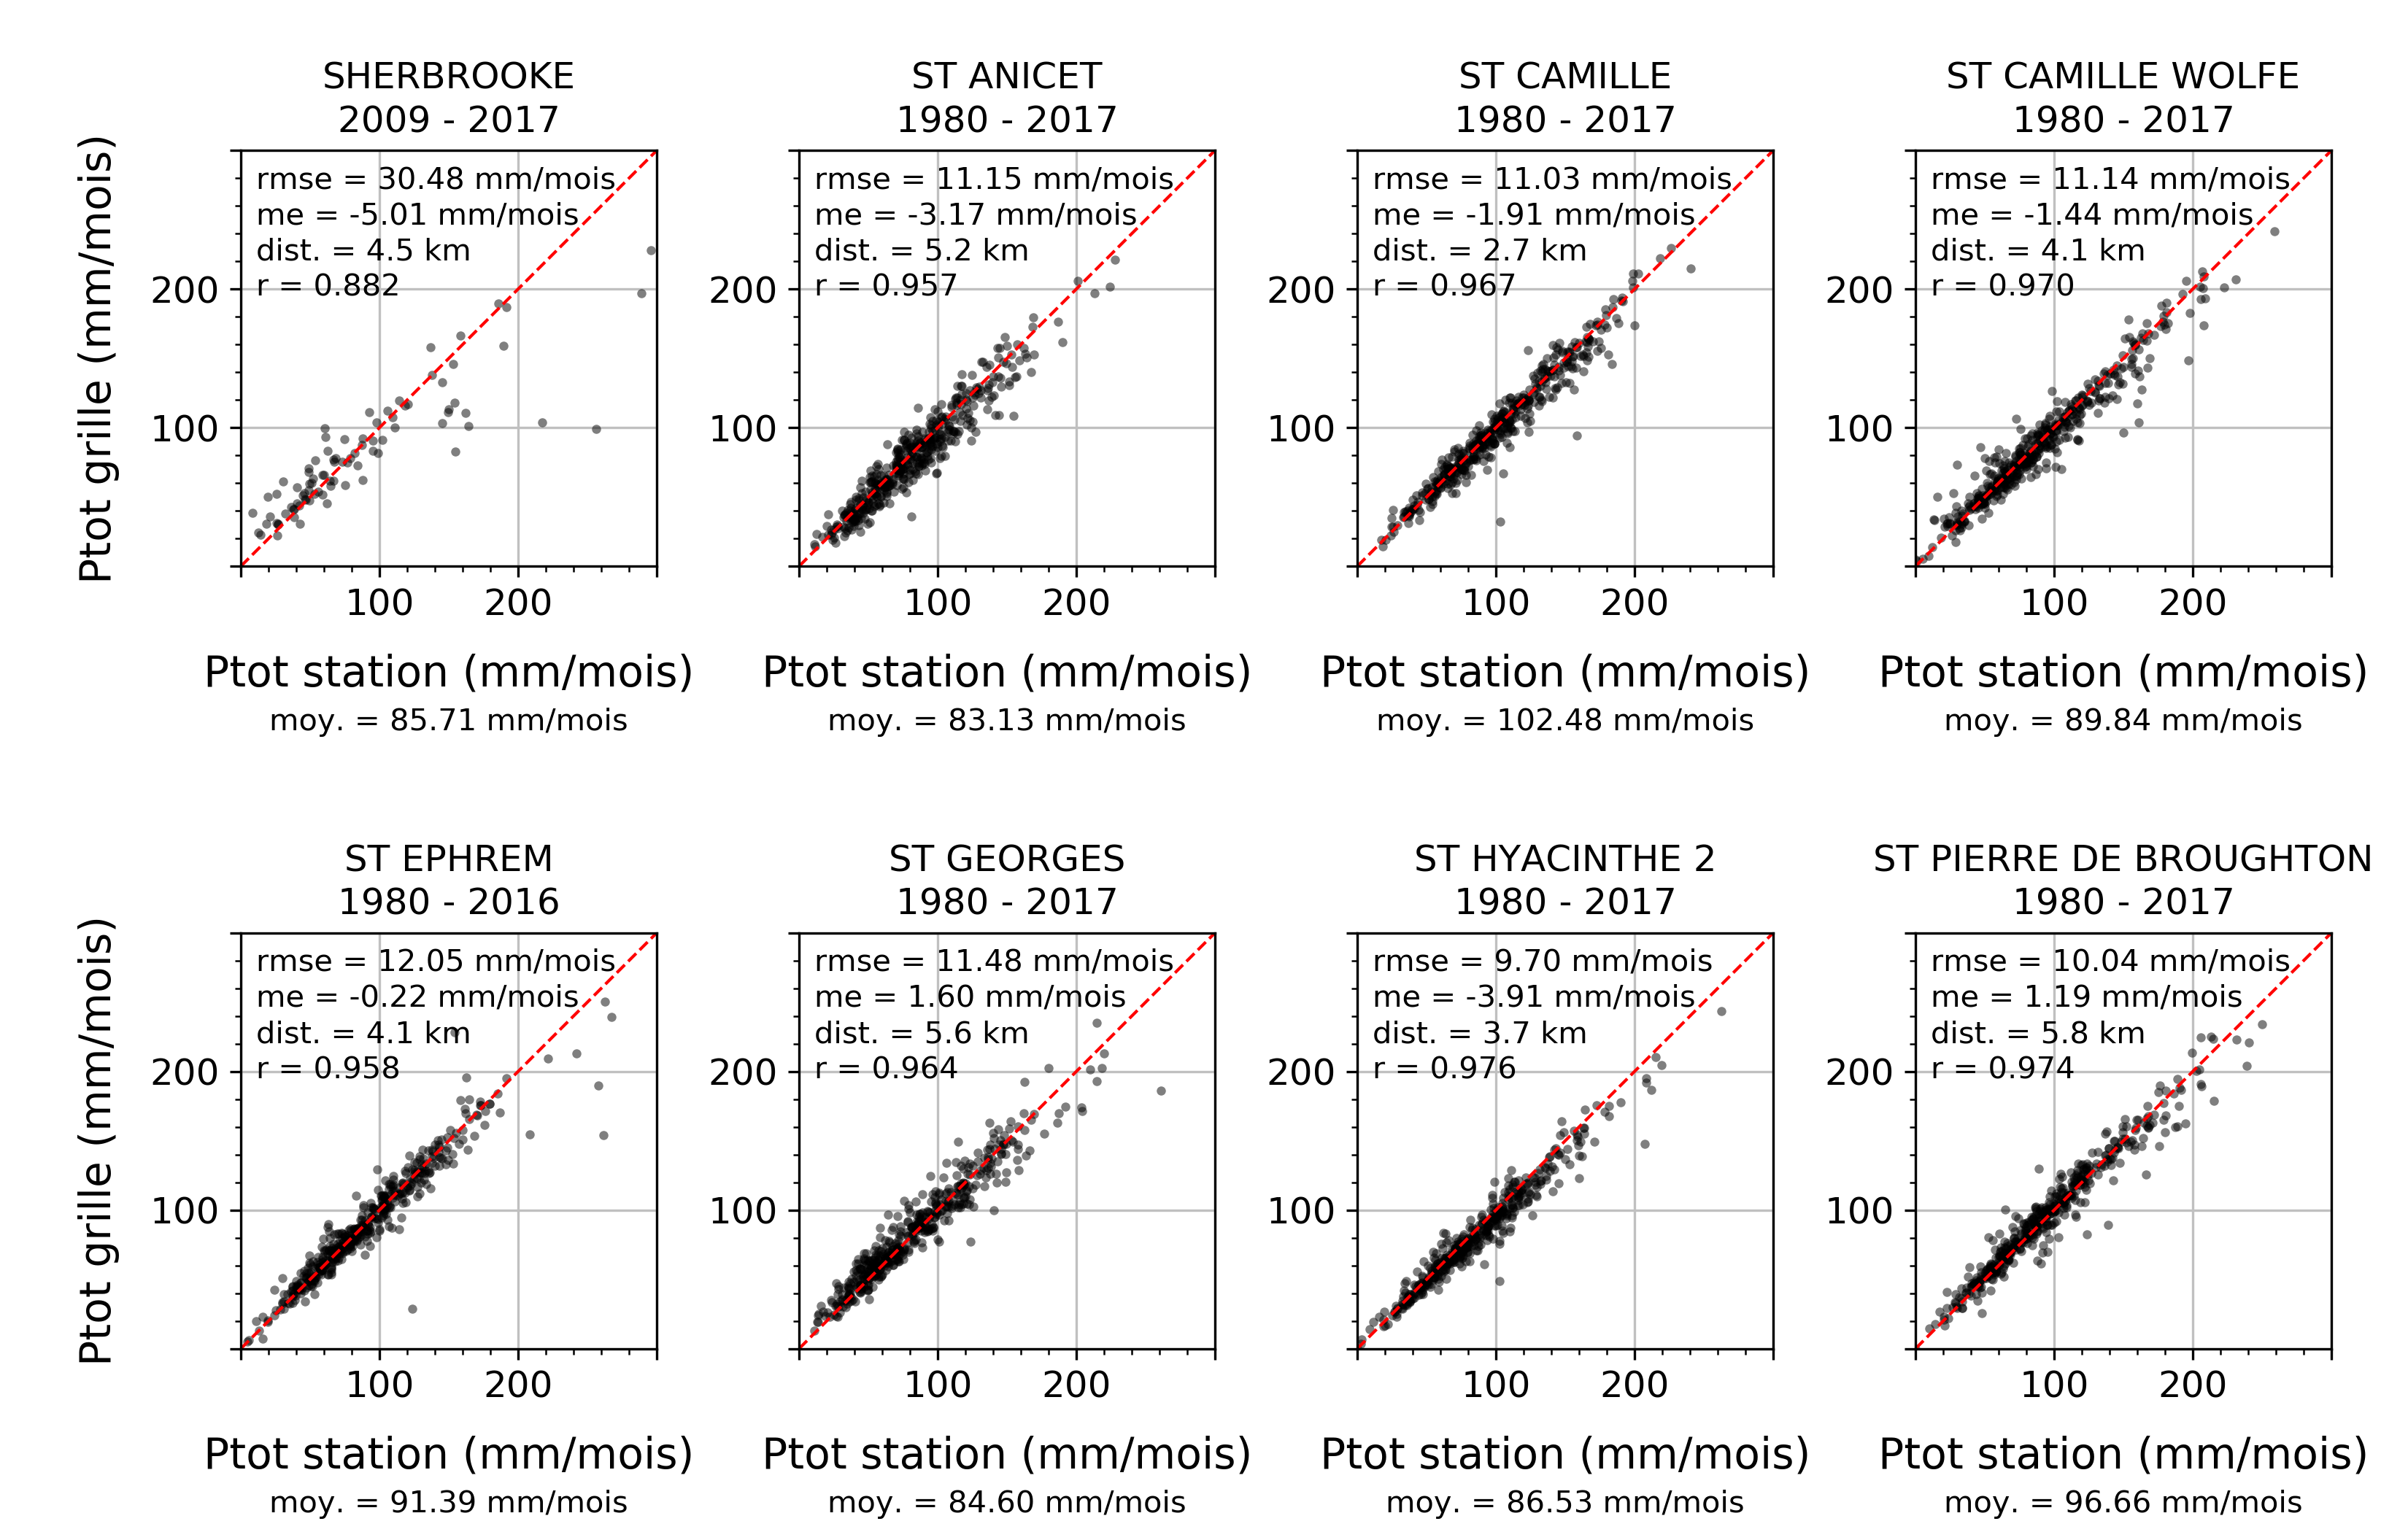 SHERBROOKE
2009 - 2017
Ptot grille (mm/mois)
rmse = 30.48 mm/mois
me = -5.01 mm/mois
dist. = 4.5 km
r = 0.882
200
100
100 200
Ptot station (mm/mois)
moy. = 85.71 mm/mois
ST ANICET
1980 - 2017
rmse = 11.15 mm/mois
me = -3.17 mm/mois
dist. = 5.2 km
r = 0.957
200
100
100 200
Ptot station (mm/mois)
moy. = 83.13 mm/mois
ST CAMILLE
1980 - 2017
rmse = 11.03 mm/mois
me = -1.91 mm/mois
dist. = 2.7 km
r = 0.967
200
100
100 200
Ptot station (mm/mois)
moy. = 102.48 mm/mois
ST CAMILLE WOLFE
1980 - 2017
rmse = 11.14 mm/mois
me = -1.44 mm/mois
dist. = 4.1 km
r = 0.970
200
100
100 200
Ptot station (mm/mois)
moy. = 89.84 mm/mois
ST EPHREM
1980 - 2016
Ptot grille (mm/mois)
rmse = 12.05 mm/mois
me = -0.22 mm/mois
dist. = 4.1 km
r = 0.958
200
100
100 200
Ptot station (mm/mois)
moy. = 91.39 mm/mois
ST GEORGES
1980 - 2017
rmse = 11.48 mm/mois
me = 1.60 mm/mois
dist. = 5.6 km
r = 0.964
200
100
100 200
Ptot station (mm/mois)
moy. = 84.60 mm/mois
ST HYACINTHE 2
1980 - 2017
rmse = 9.70 mm/mois
me = -3.91 mm/mois
dist. = 3.7 km
r = 0.976
200
100
100 200
Ptot station (mm/mois)
moy. = 86.53 mm/mois
ST PIERRE DE BROUGHTON
1980 - 2017
rmse = 10.04 mm/mois
me = 1.19 mm/mois
dist. = 5.8 km
r = 0.974
200
100
100 200
Ptot station (mm/mois)
moy. = 96.66 mm/mois